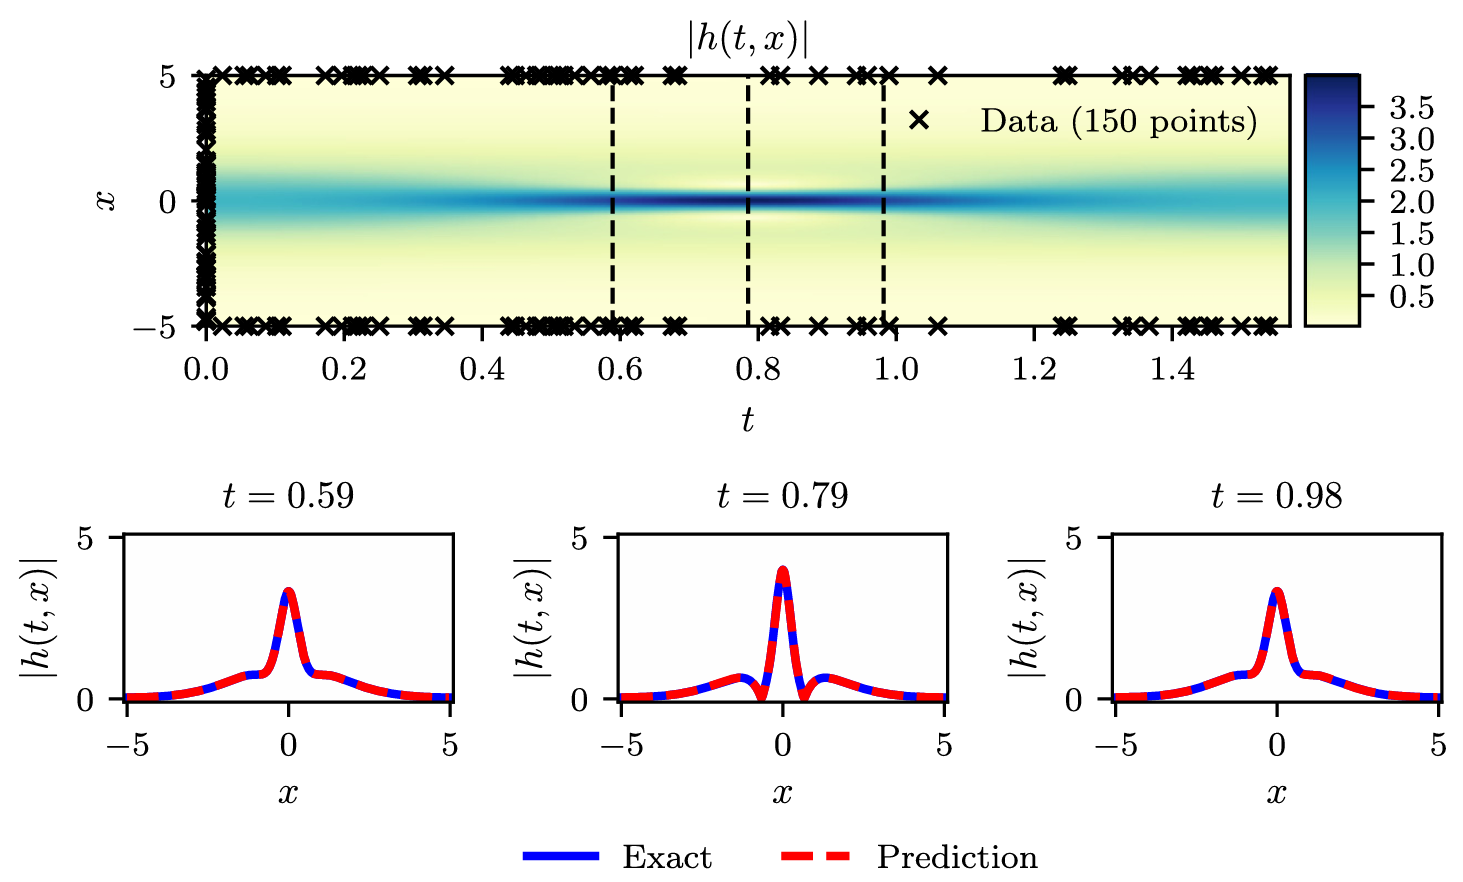 |h(t, x)|
5
0
−5
x
Data (150 points)
3.5
3.0
2.5
2.0
1.5
1.0
0.5
0.0 0.2 0.4 0.6 0.8 1.0 1.2 1.4
t
t = 0.59
5
0
|h(t, x)|
−5 0 5
x
t = 0.79
5
0
|h(t, x)|
−5 0 5
x
t = 0.98
5
0
|h(t, x)|
−5 0 5
x
Exact Prediction